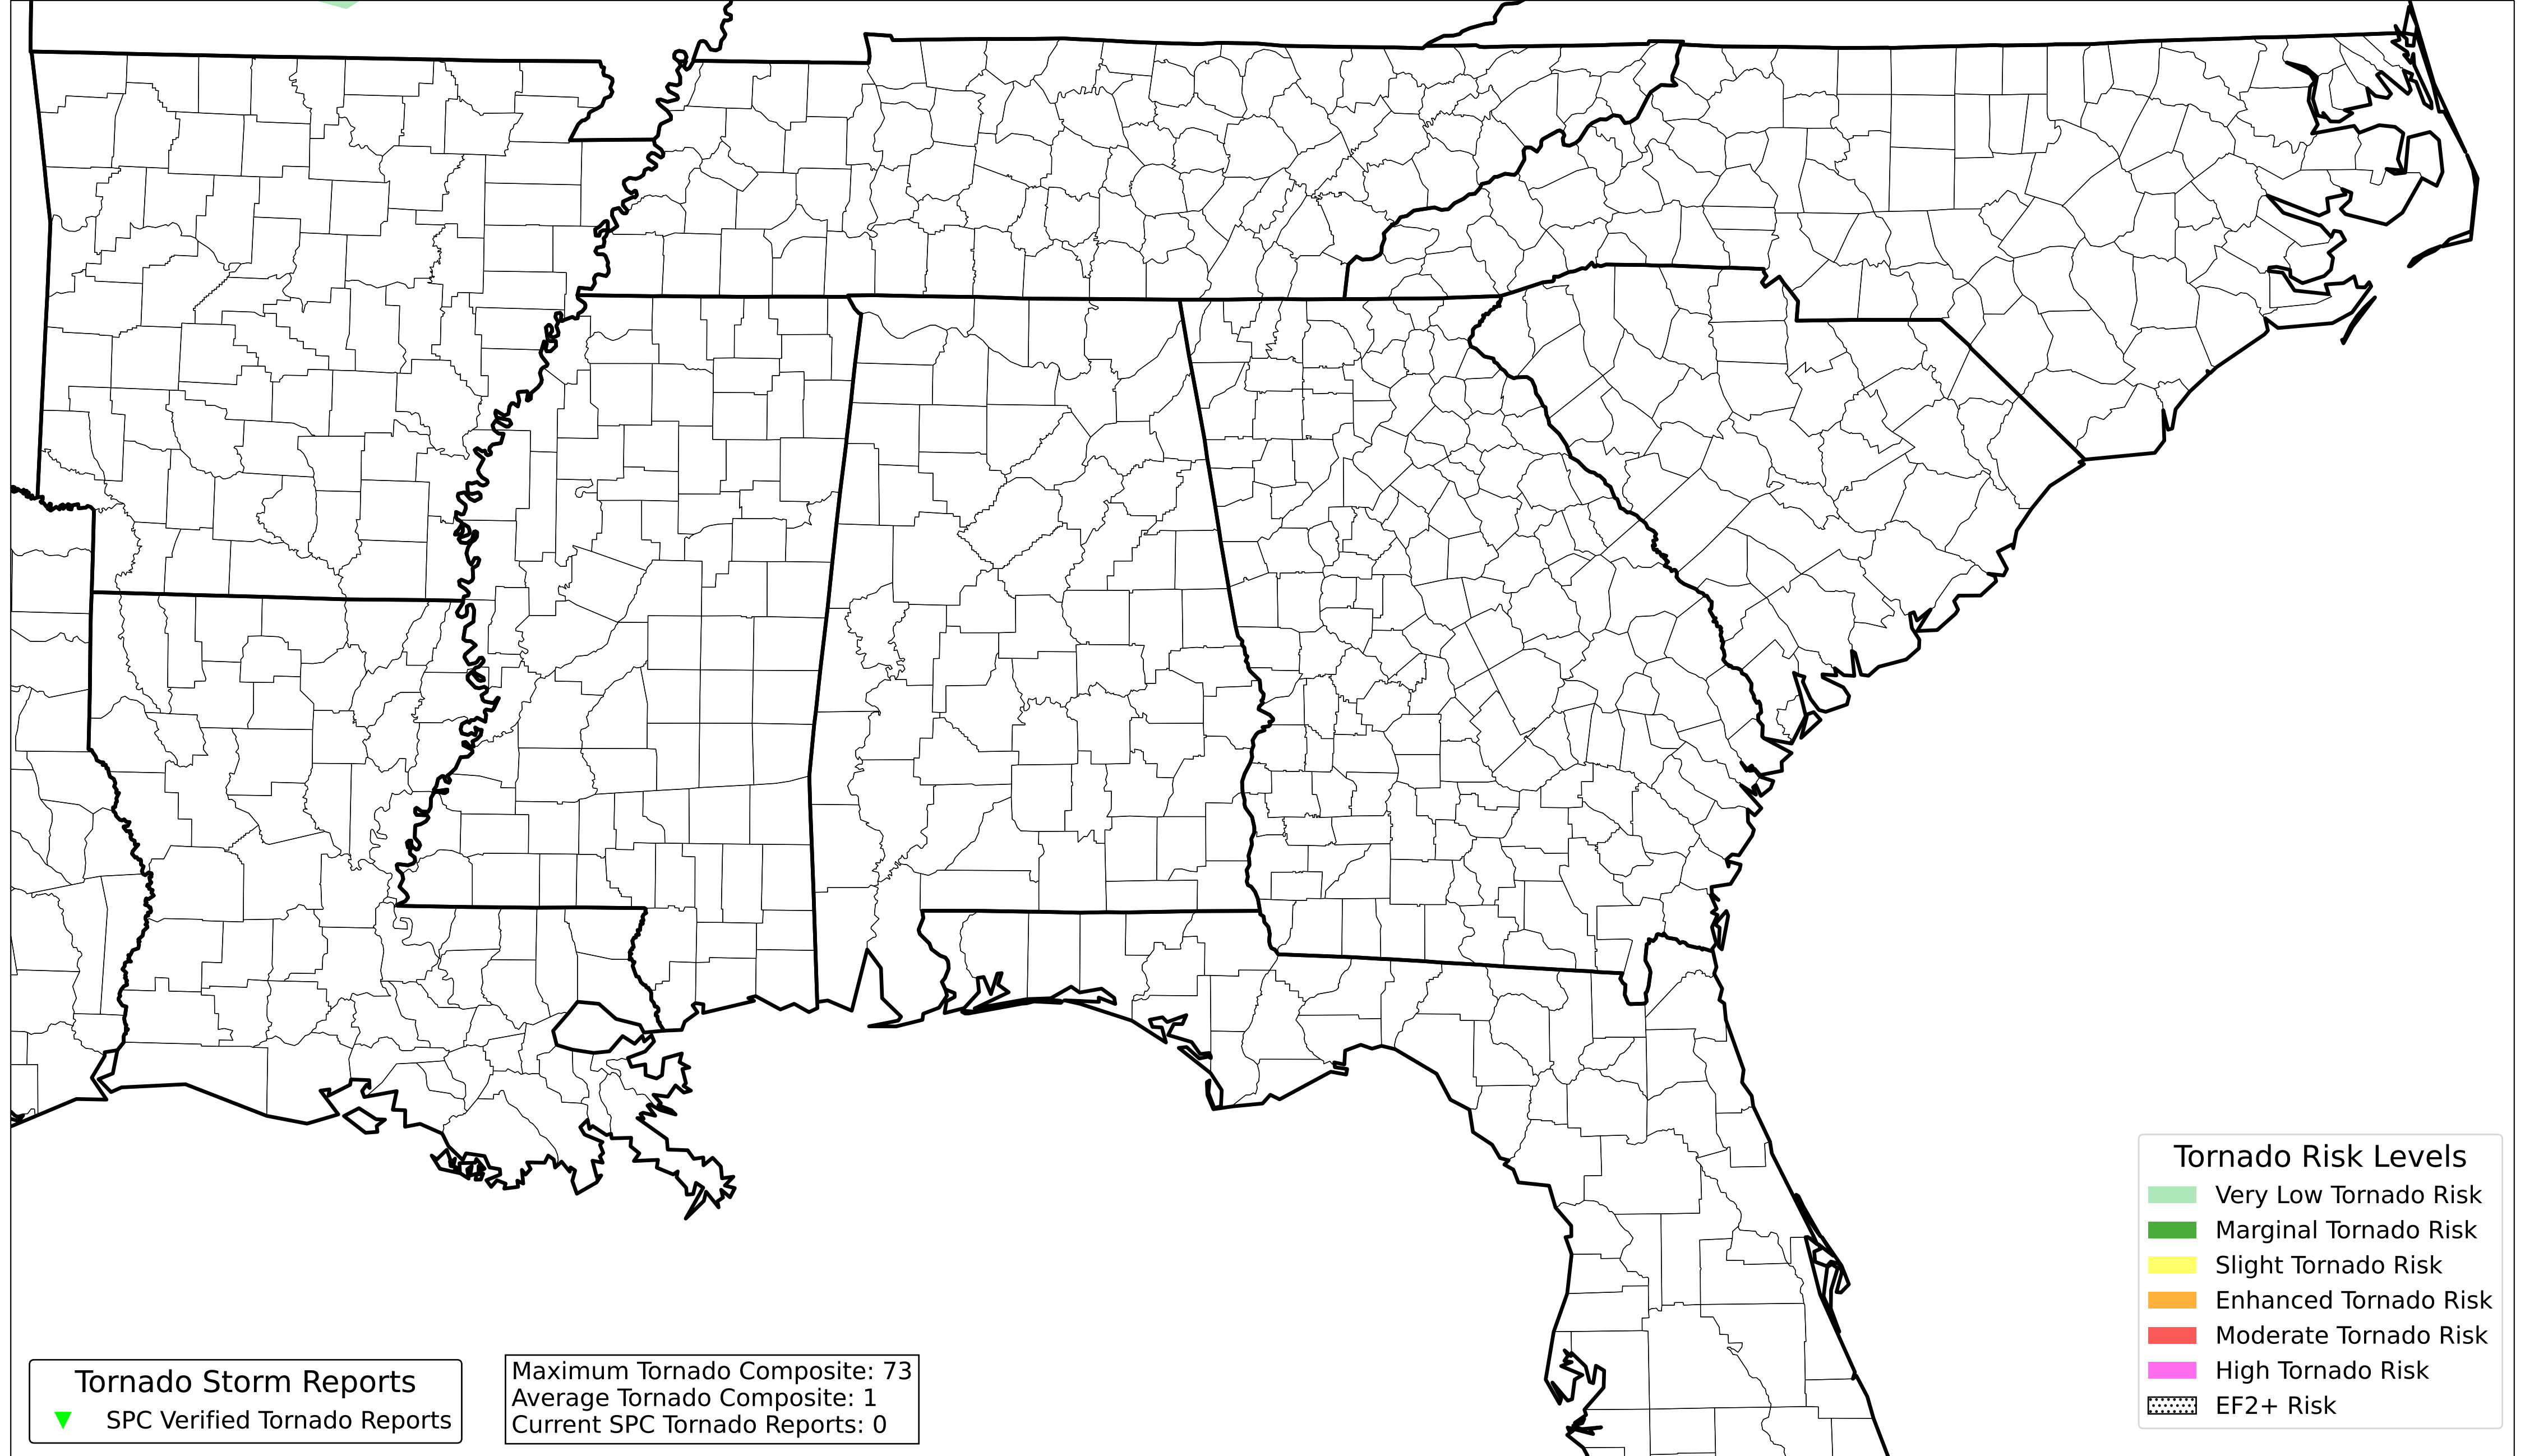 Tornado Risk Levels
Very Low Tornado Risk
Marginal Tornado Risk
Slight Tornado Risk
Enhanced Tornado Risk
Moderate Tornado Risk
High Tornado Risk
EF2+ Risk
Tornado Storm Reports
SPC Verified Tornado Reports
Maximum Tornado Composite: 73
Average Tornado Composite: 1
Current SPC Tornado Reports: 0